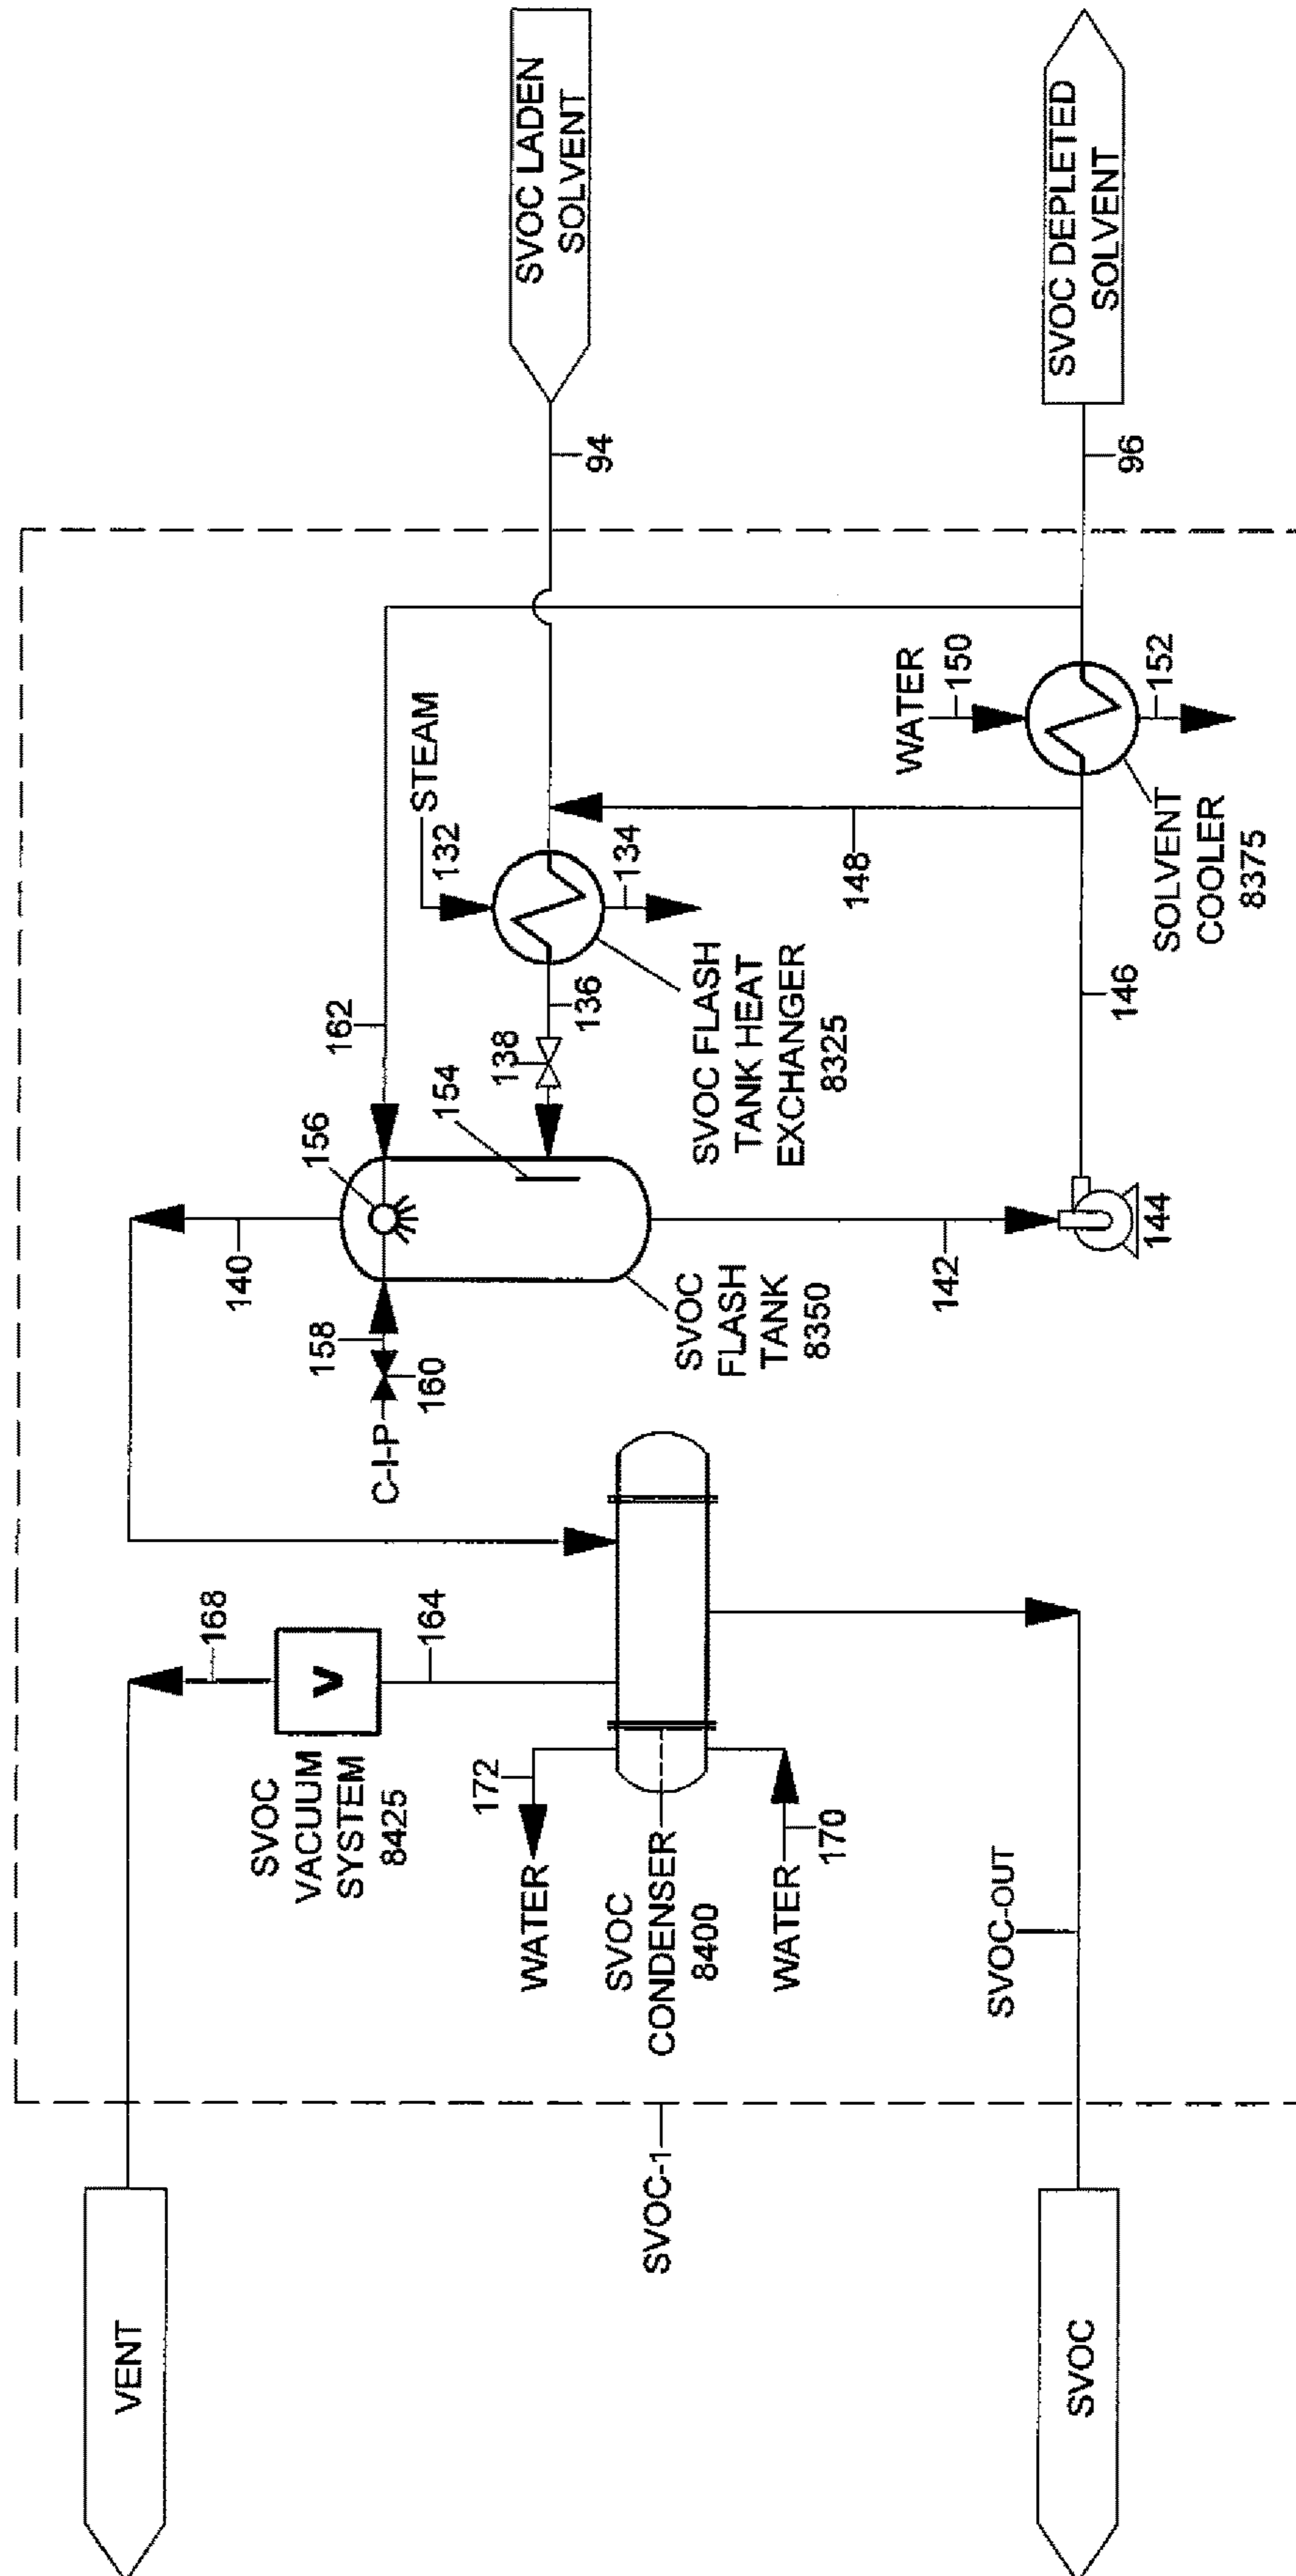 VENT
SVOC
SVOC-1
SVOC
VACUUM
SYSTEM
8425
168
164
172
WATER
SVOC
CONDENSER
8400
WATER
170
SVOC-OUT
140
C-I-P
158
160
156
162
154
138
136
SVOC
FLASH
TANK
8350
142
144
STEAM
132
134
SVOC FLASH
TANK HEAT
EXCHANGER
8325
146
148
WATER
150
152
SOLVENT
COOLER
8375
94
SVOC LADEN
SOLVENT
96
SVOC DEPLETED
SOLVENT
V